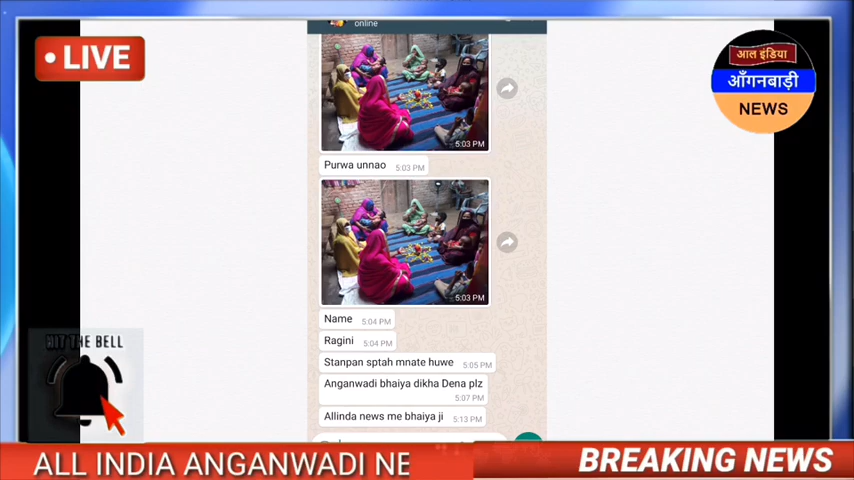 online
LIVE
आल इंडिया
आँगनबाड़ी
NEWS
5:03 PM
Purwa unnao 5:03 PM
5:03 PM
Name 5:04 PM
Ragini 5:04 PM
Stanpan sptah mnate huwe 5:05 PM
Anganwadi bhaiya dikha Dena plz
5:07 PM
Allinda news me bhaiya ji 5:13 PM
HIT THE BELL
ALL INDIA ANGANWADI NE
BREAKING NEWS